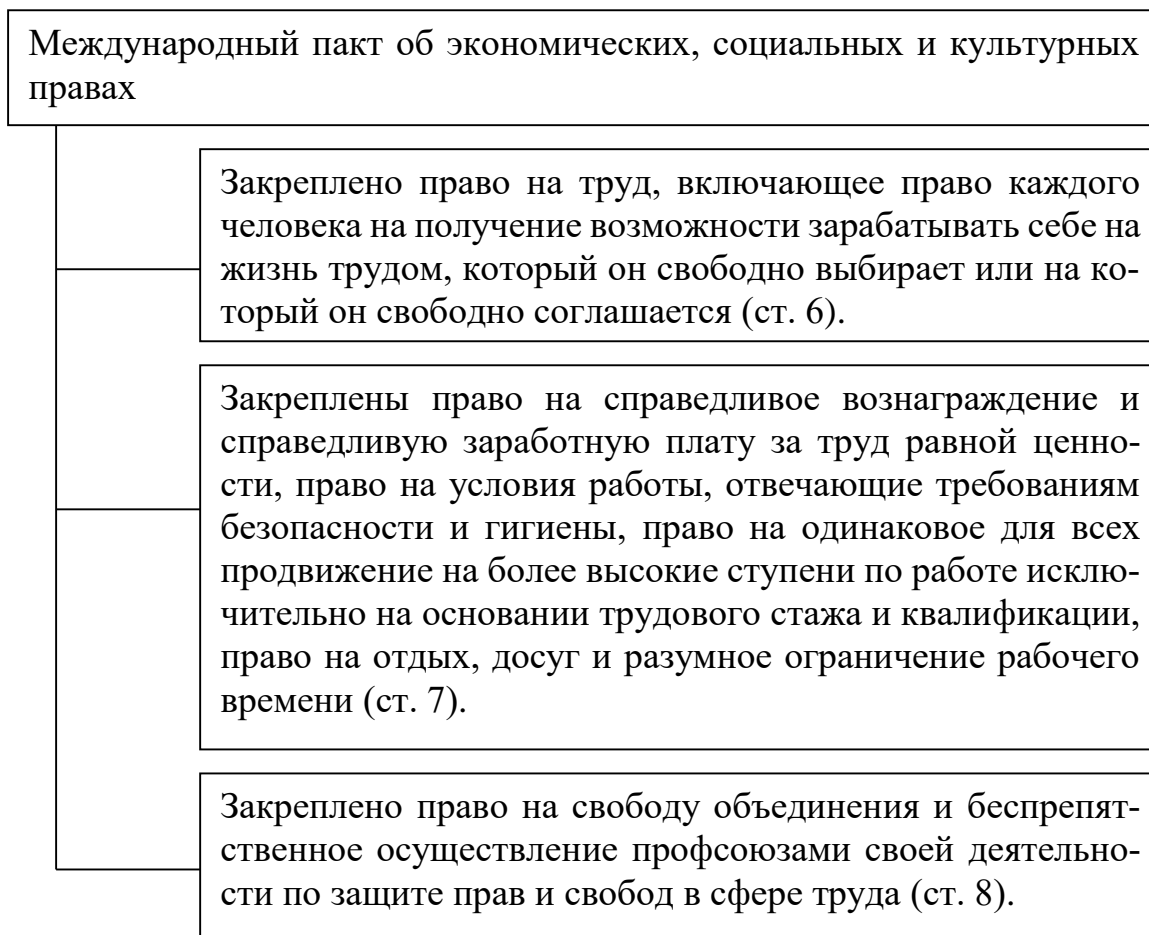 Международный пакт об экономических, социальных и культурных
правах
Закреплено право на труд, включающее право каждого
человека на получение возможности зарабатывать себе на
жизнь трудом, который он свободно выбирает или на ко-
торый он свободно соглашается (ст. 6).
Закреплены право на справедливое вознаграждение и
справедливую заработную плату за труд равной ценно-
сти, право на условия работы, отвечающие требованиям
безопасности и гигиены, право на одинаковое для всех
продвижение на более высокие ступени по работе исклю-
чительно на основании трудового стажа и квалификации,
право на отдых, досуг и разумное ограничение рабочего
времени (ст. 7).
Закреплено право на свободу объединения и беспрепят-
ственное осуществление профсоюзами своей деятельно-
сти по защите прав и свобод в сфере труда (ст. 8).